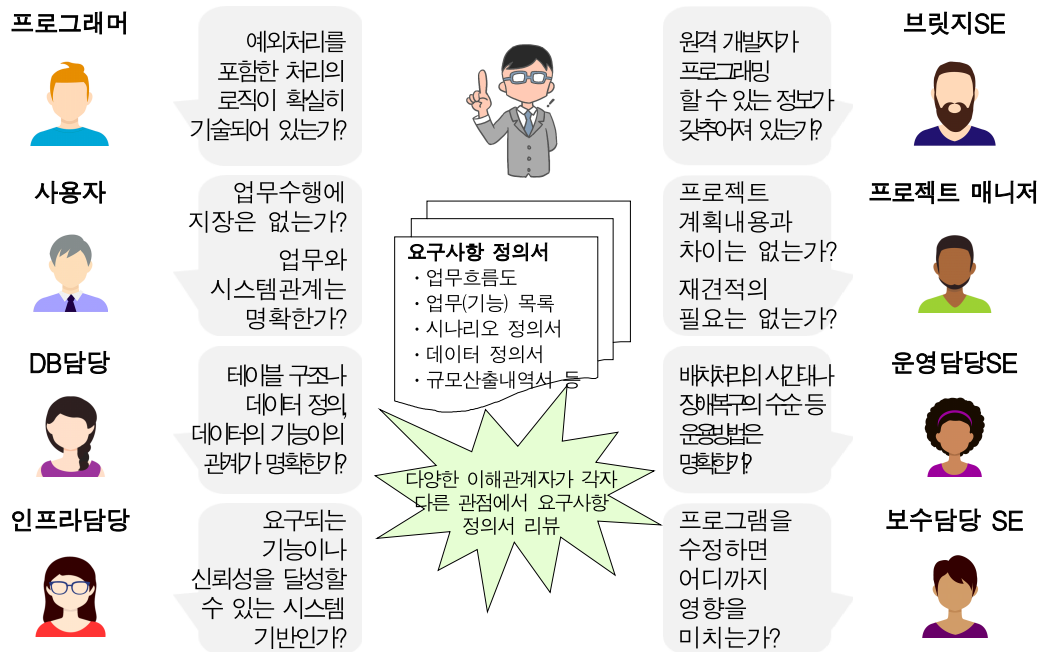 프로그래머
예외처리를
포함한 처리의
로직이 확실히
기술되어 있는가?
사용자
업무수행에
지장은 없는가?
업무와
시스템관계는
명확한가?
DB담당
테이블 구조나
데이터 정의,
데이터의 기능이의
관계가 명확한가?
인프라담당
요구되는
기능이나
신뢰성을 달성할
수 있는 시스템
기반인가?
요구사항 정의서
· 업무흐름도
· 업무(기능) 목록
· 시나리오 정의서
· 데이터 정의서
· 규모산출내역서 등
다양한 이해관계자가 각자
다른 관점에서 요구사항
정의서 리뷰
브릿지SE
원격 개발자가
프로그래밍
할 수 있는 정보가
갖추어져 있는가?
프로젝트 매니저
프로젝트
계획내용과
차이는 없는가?
재견적의
필요는 없는가?
운영담당SE
배치처리의 시간대나
장애복구의 수순 등
운용방법은
명확한가?
보수담당 SE
프로그램을
수정하면
어디까지
영향을
미치는가?